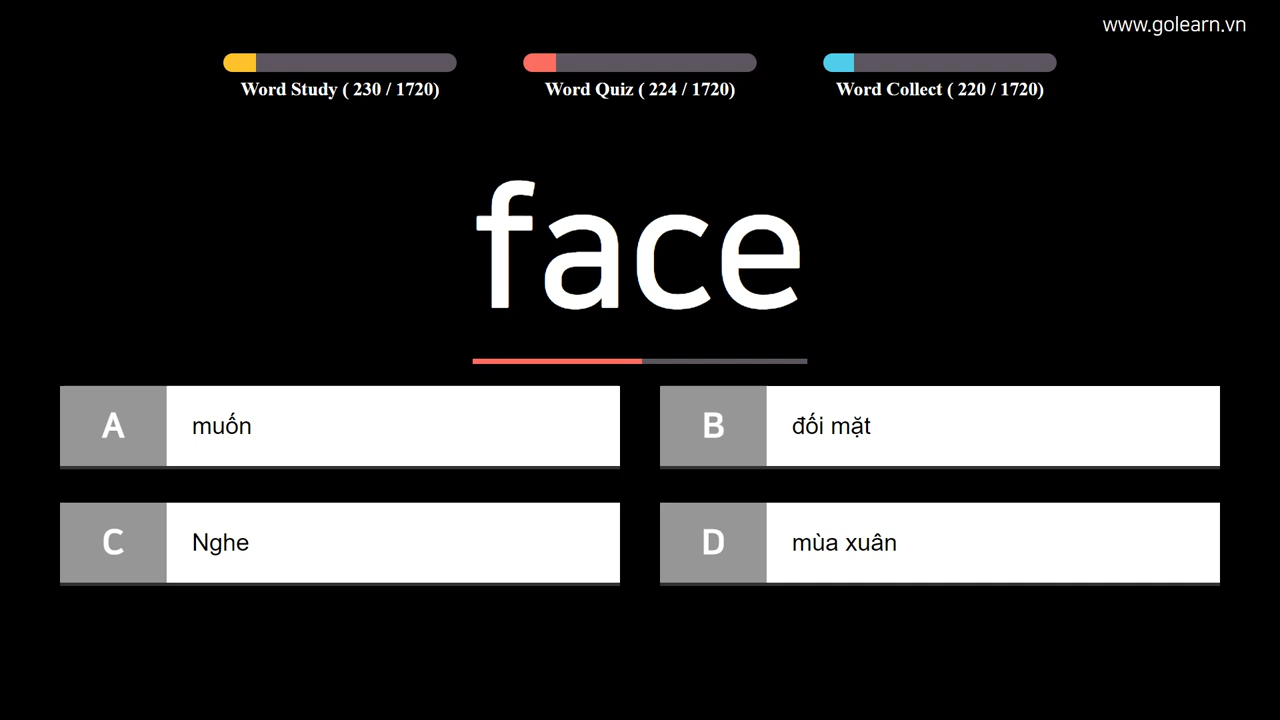 www.golearn.vn
Word Study ( 230 / 1720)
Word Quiz ( 224 / 1720)
Word Collect ( 220 / 1720)
face
A muốn
B đối mặt
C Nghe
D mùa xuân